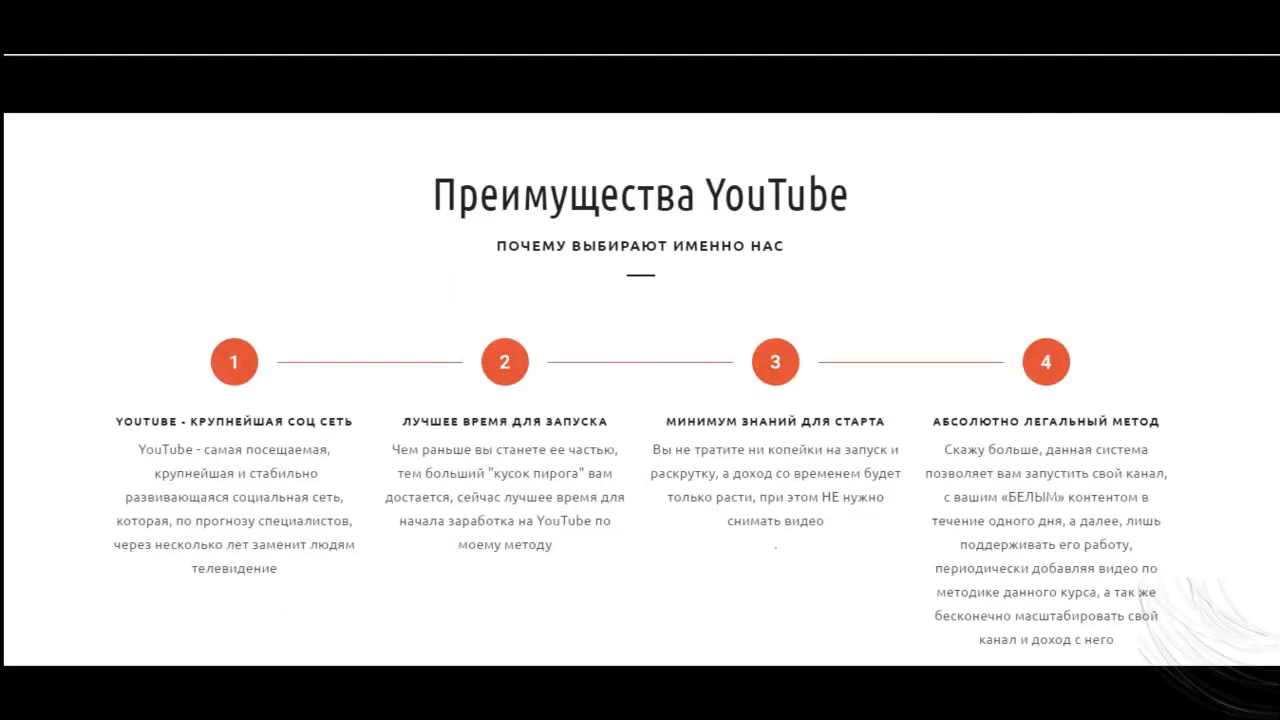 Преимущества YouTube
ПОЧЕМУ ВЫБИРАЮТ ИМЕННО НАС
1
2
3
4
YOUTUBE - КРУПНЕЙШАЯ СОЦ СЕТЬ
YouTube - самая посещаемая,
крупнейшая и стабильно
развивающаяся социальная сеть,
которая, по прогнозу специалистов,
через несколько лет заменит людям
телевидение
ЛУЧШЕЕ ВРЕМЯ ДЛЯ ЗАПУСКА
Чем раньше вы станете ее частью,
тем больший "кусок пирога" вам
достается, сейчас лучшее время для
начала заработка на YouTube по
моему методу
МИНИМУМ ЗНАНИЙ ДЛЯ СТАРТА
Вы не тратите ни копейки на запуск и
раскрутку, а доход со временем будет
только расти, при этом НЕ нужно
снимать видео
.
АБСОЛЮТНО ЛЕГАЛЬНЫЙ МЕТОД
Скажу больше, данная система
позволяет вам запустить свой канал,
с вашим «БЕЛЫМ» контентом в
течение одного дня, а далее, лишь
поддерживать его работу,
периодически добавляя видео по
методике данного курса, а так же
бесконечно масштабировать свой
канал и доход с него